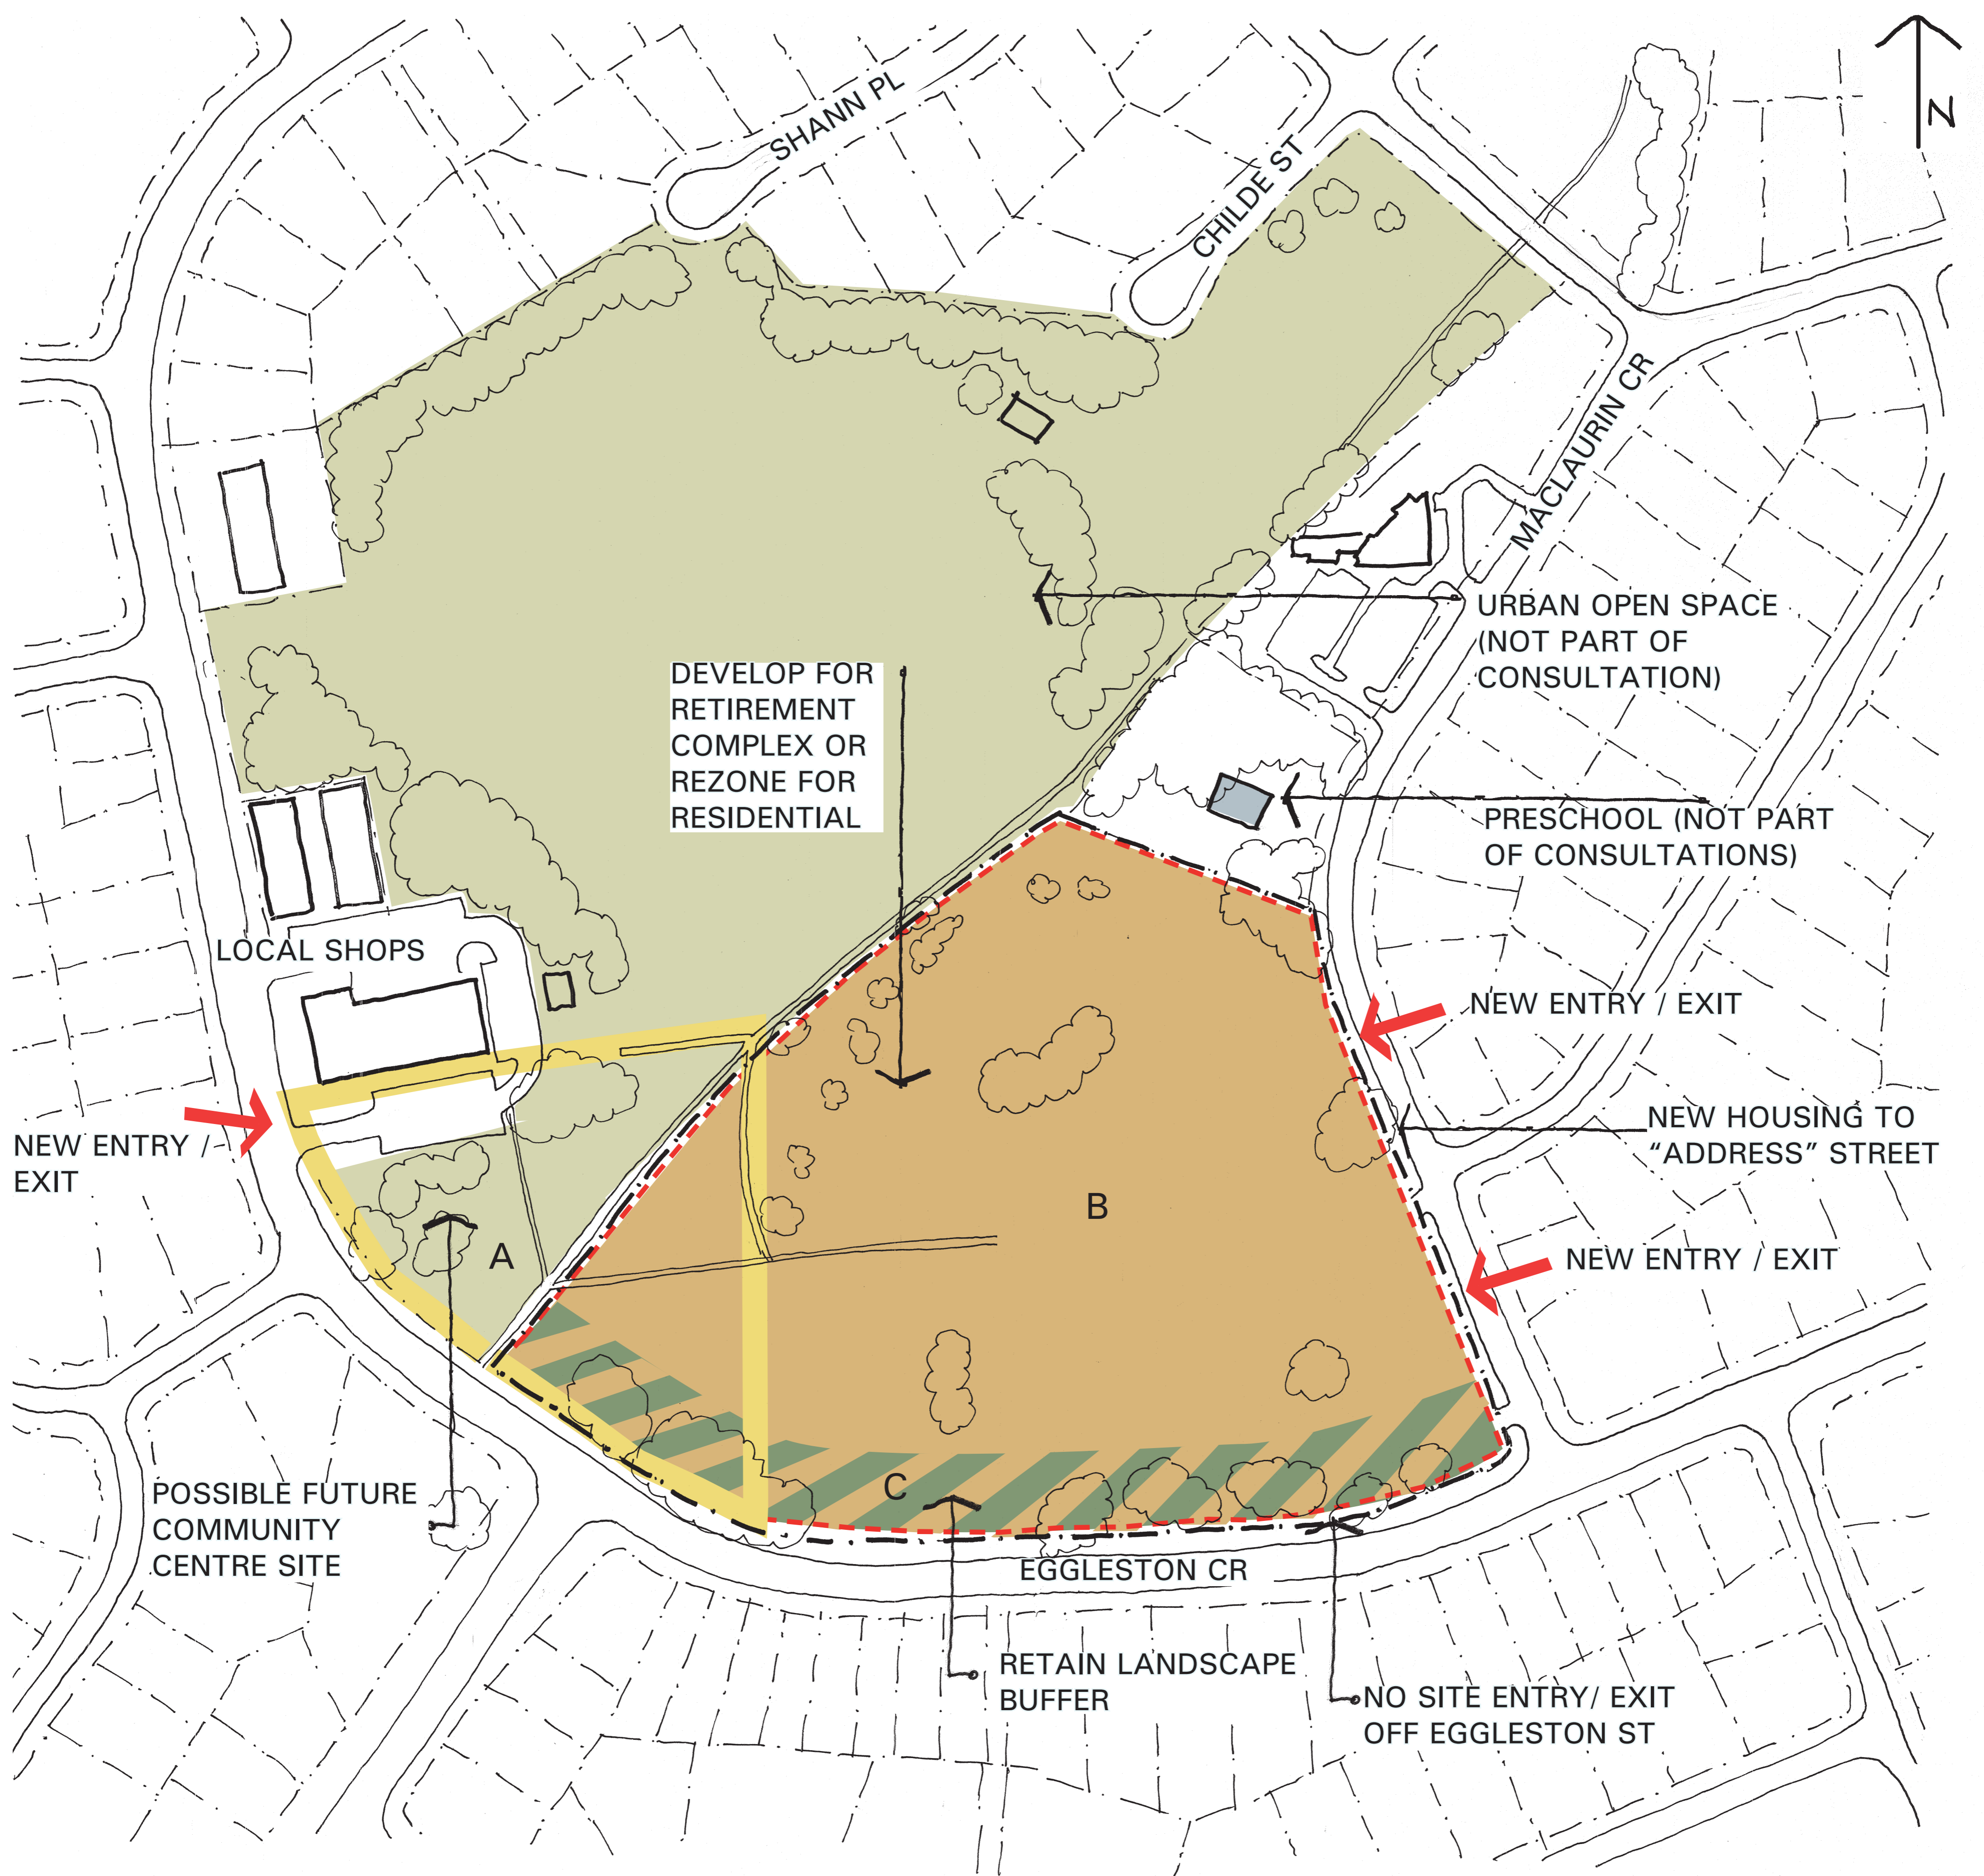 N
SHANN PL
CHILDE ST
MACLAURIN CR
URBAN OPEN SPACE
(NOT PART OF
CONSULTATION)
DEVELOP FOR
RETIREMENT
COMPLEX OR
REZONE FOR
RESIDENTIAL
PRESCHOOL (NOT PART
OF CONSULTATIONS)
LOCAL SHOPS
NEW ENTRY / EXIT
NEW HOUSING TO
“ADDRESS” STREET
NEW ENTRY /
EXIT
B
A
NEW ENTRY / EXIT
C
POSSIBLE FUTURE
COMMUNITY
CENTRE SITE
EGGLESTON CR
RETAIN LANDSCAPE
BUFFER
NO SITE ENTRY/ EXIT
OFF EGGLESTON ST